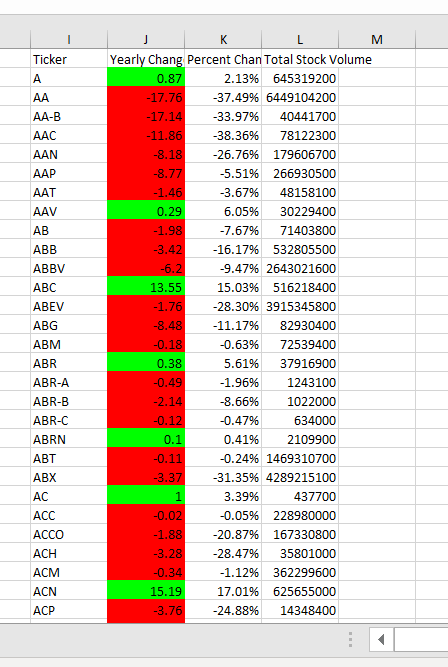 I J K L M
Ticker Yearly Chang Percent Chan Total Stock Volume
A 0.87 2.13% 645319200
AA -17.76 -37.49% 6449104200
AA-B -17.14 -33.97% 40441700
AAC -11.86 -38.36% 78122300
AAN -8.18 -26.76% 179606700
AAP -8.77 -5.51% 266930500
AAT -1.46 -3.67% 48158100
AAV 0.29 6.05% 30229400
AB -1.98 -7.67% 71403800
ABB -3.42 -16.17% 532805500
ABBV -6.2 -9.47% 2643021600
ABC 13.55 15.03% 516218400
ABEV -1.76 -28.30% 3915345800
ABG -8.48 -11.17% 82930400
ABM -0.18 -0.63% 72539400
ABR 0.38 5.61% 37916900
ABR-A -0.49 -1.96% 1243100
ABR-B -2.14 -8.66% 1022000
ABR-C -0.12 -0.47% 634000
ABRN 0.1 0.41% 2109900
ABT -0.11 -0.24% 1469310700
ABX -3.37 -31.35% 4289215100
AC 1 3.39% 437700
ACC -0.02 -0.05% 228980000
ACCO -1.88 -20.87% 167330800
ACH -3.28 -28.47% 35801000
ACM -0.34 -1.12% 362299600
ACN 15.19 17.01% 625655000
ACP -3.76 -24.88% 14348400